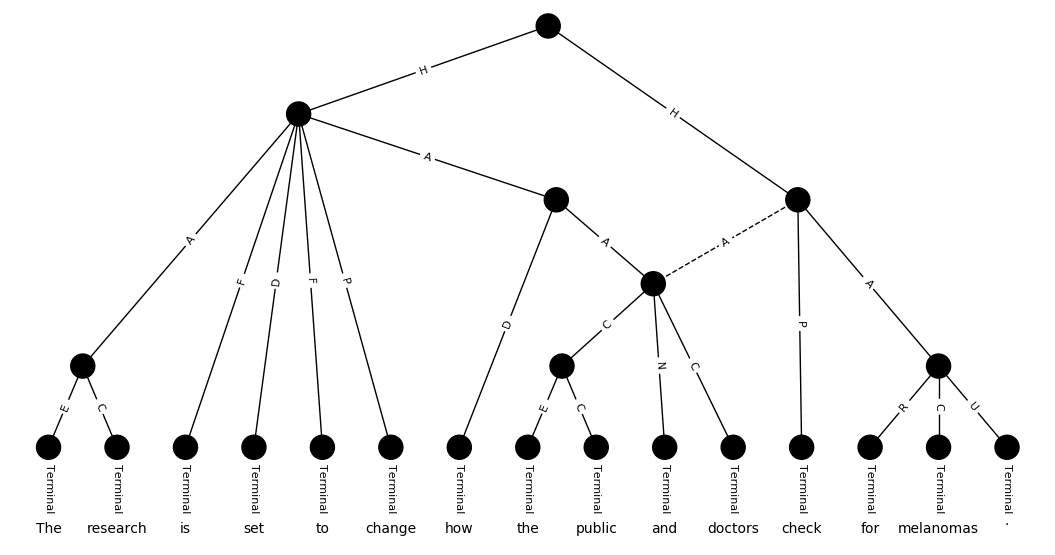 H
H
A
A
A
A
F
D
F
P
D
C
N
C
P
A
E
C
E
C
R
C
U
Terminal Terminal Terminal Terminal Terminal Terminal Terminal Terminal Terminal Terminal Terminal Terminal Terminal Terminal Terminal
The research is set to change how the public and doctors check for melanomas .